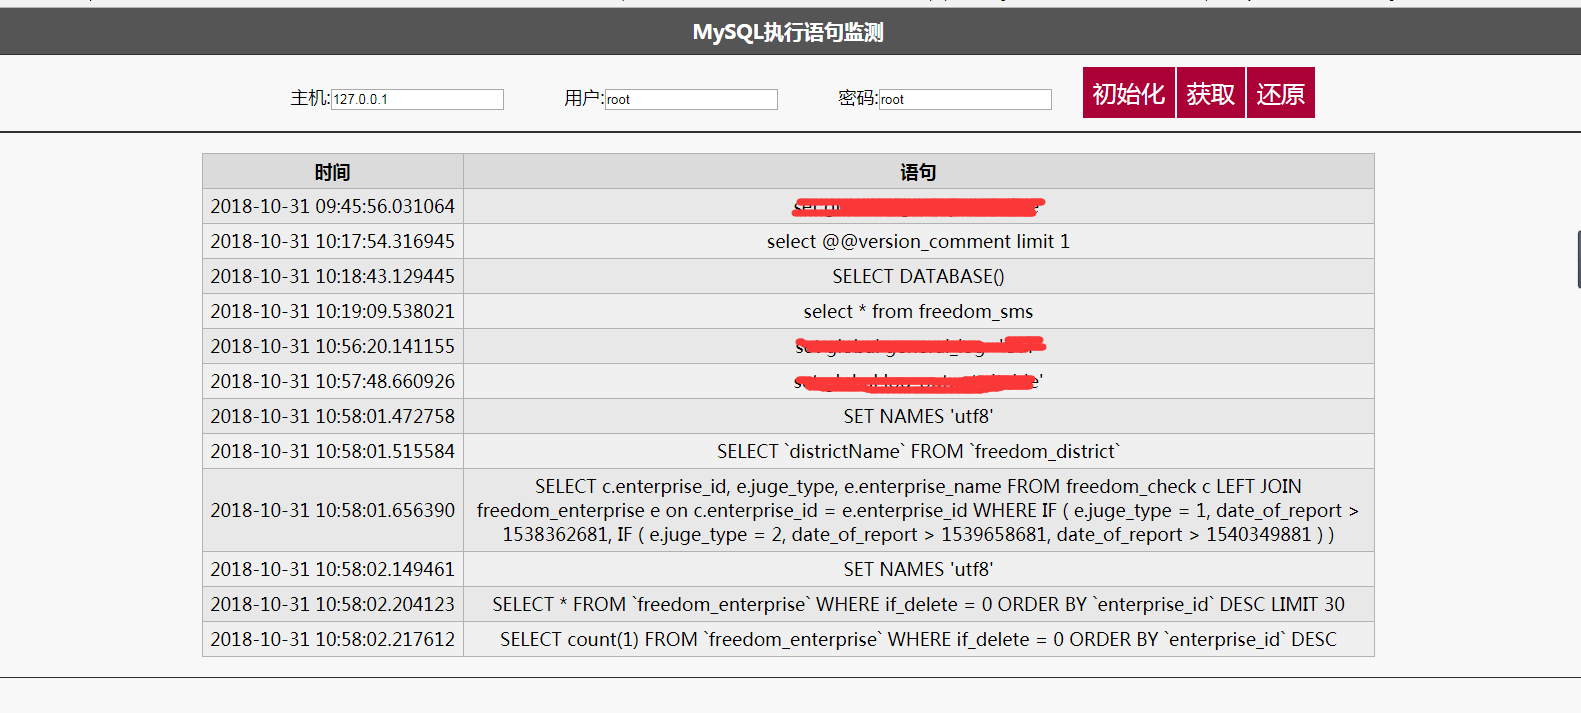 MySQL执行语句监测
主机:127.0.0.1 用户:root 密码:root 初始化 获取 还原
时间 语句
2018-10-31 09:45:56.031064
2018-10-31 10:17:54.316945 select @@version_comment limit 1
2018-10-31 10:18:43.129445 SELECT DATABASE()
2018-10-31 10:19:09.538021 select * from freedom_sms
2018-10-31 10:56:20.141155
2018-10-31 10:57:48.660926
2018-10-31 10:58:01.472758 SET NAMES 'utf8'
2018-10-31 10:58:01.515584 SELECT `districtName` FROM `freedom_district`
SELECT c.enterprise_id, e.juge_type, e.enterprise_name FROM freedom_check c LEFT JOIN
2018-10-31 10:58:01.656390 freedom_enterprise e on c.enterprise_id = e.enterprise_id WHERE IF ( e.juge_type = 1, date_of_report >
1538362681, IF ( e.juge_type = 2, date_of_report > 1539658681, date_of_report > 1540349881 ) )
2018-10-31 10:58:02.149461 SET NAMES 'utf8'
2018-10-31 10:58:02.204123 SELECT * FROM `freedom_enterprise` WHERE if_delete = 0 ORDER BY `enterprise_id` DESC LIMIT 30
2018-10-31 10:58:02.217612 SELECT count(1) FROM `freedom_enterprise` WHERE if_delete = 0 ORDER BY `enterprise_id` DESC